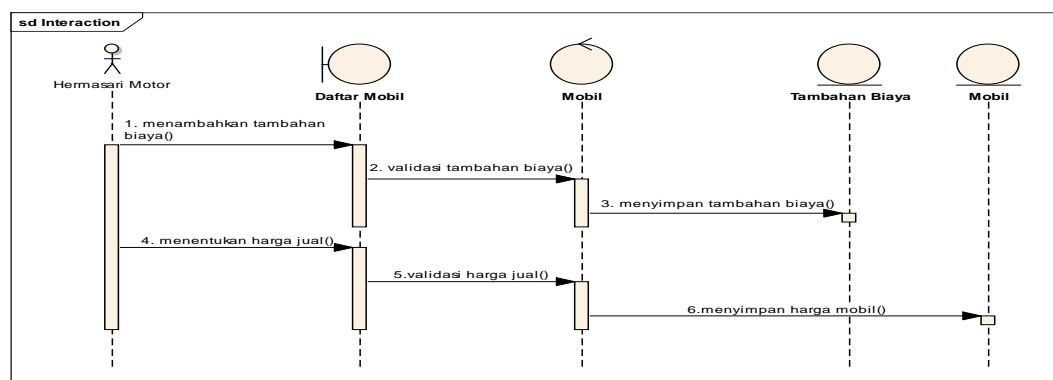 sd Interaction
Hermasari Motor
Daftar Mobil
Mobil
Tambahan Biaya
Mobil
1. menambahkan tambahan
biaya()
2. validasi tambahan biaya()
3. menyimpan tambahan biaya()
4. menentukan harga jual()
5.validasi harga jual()
6.menyimpan harga mobil()